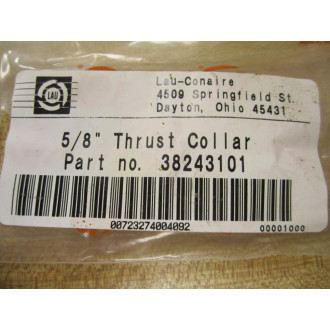 LAU
Lau-Conaire
4509 Springfield St.
Dayton, Ohio 45431
5/8" Thrust Collar
Part no. 38243101
00723274004092
00001000